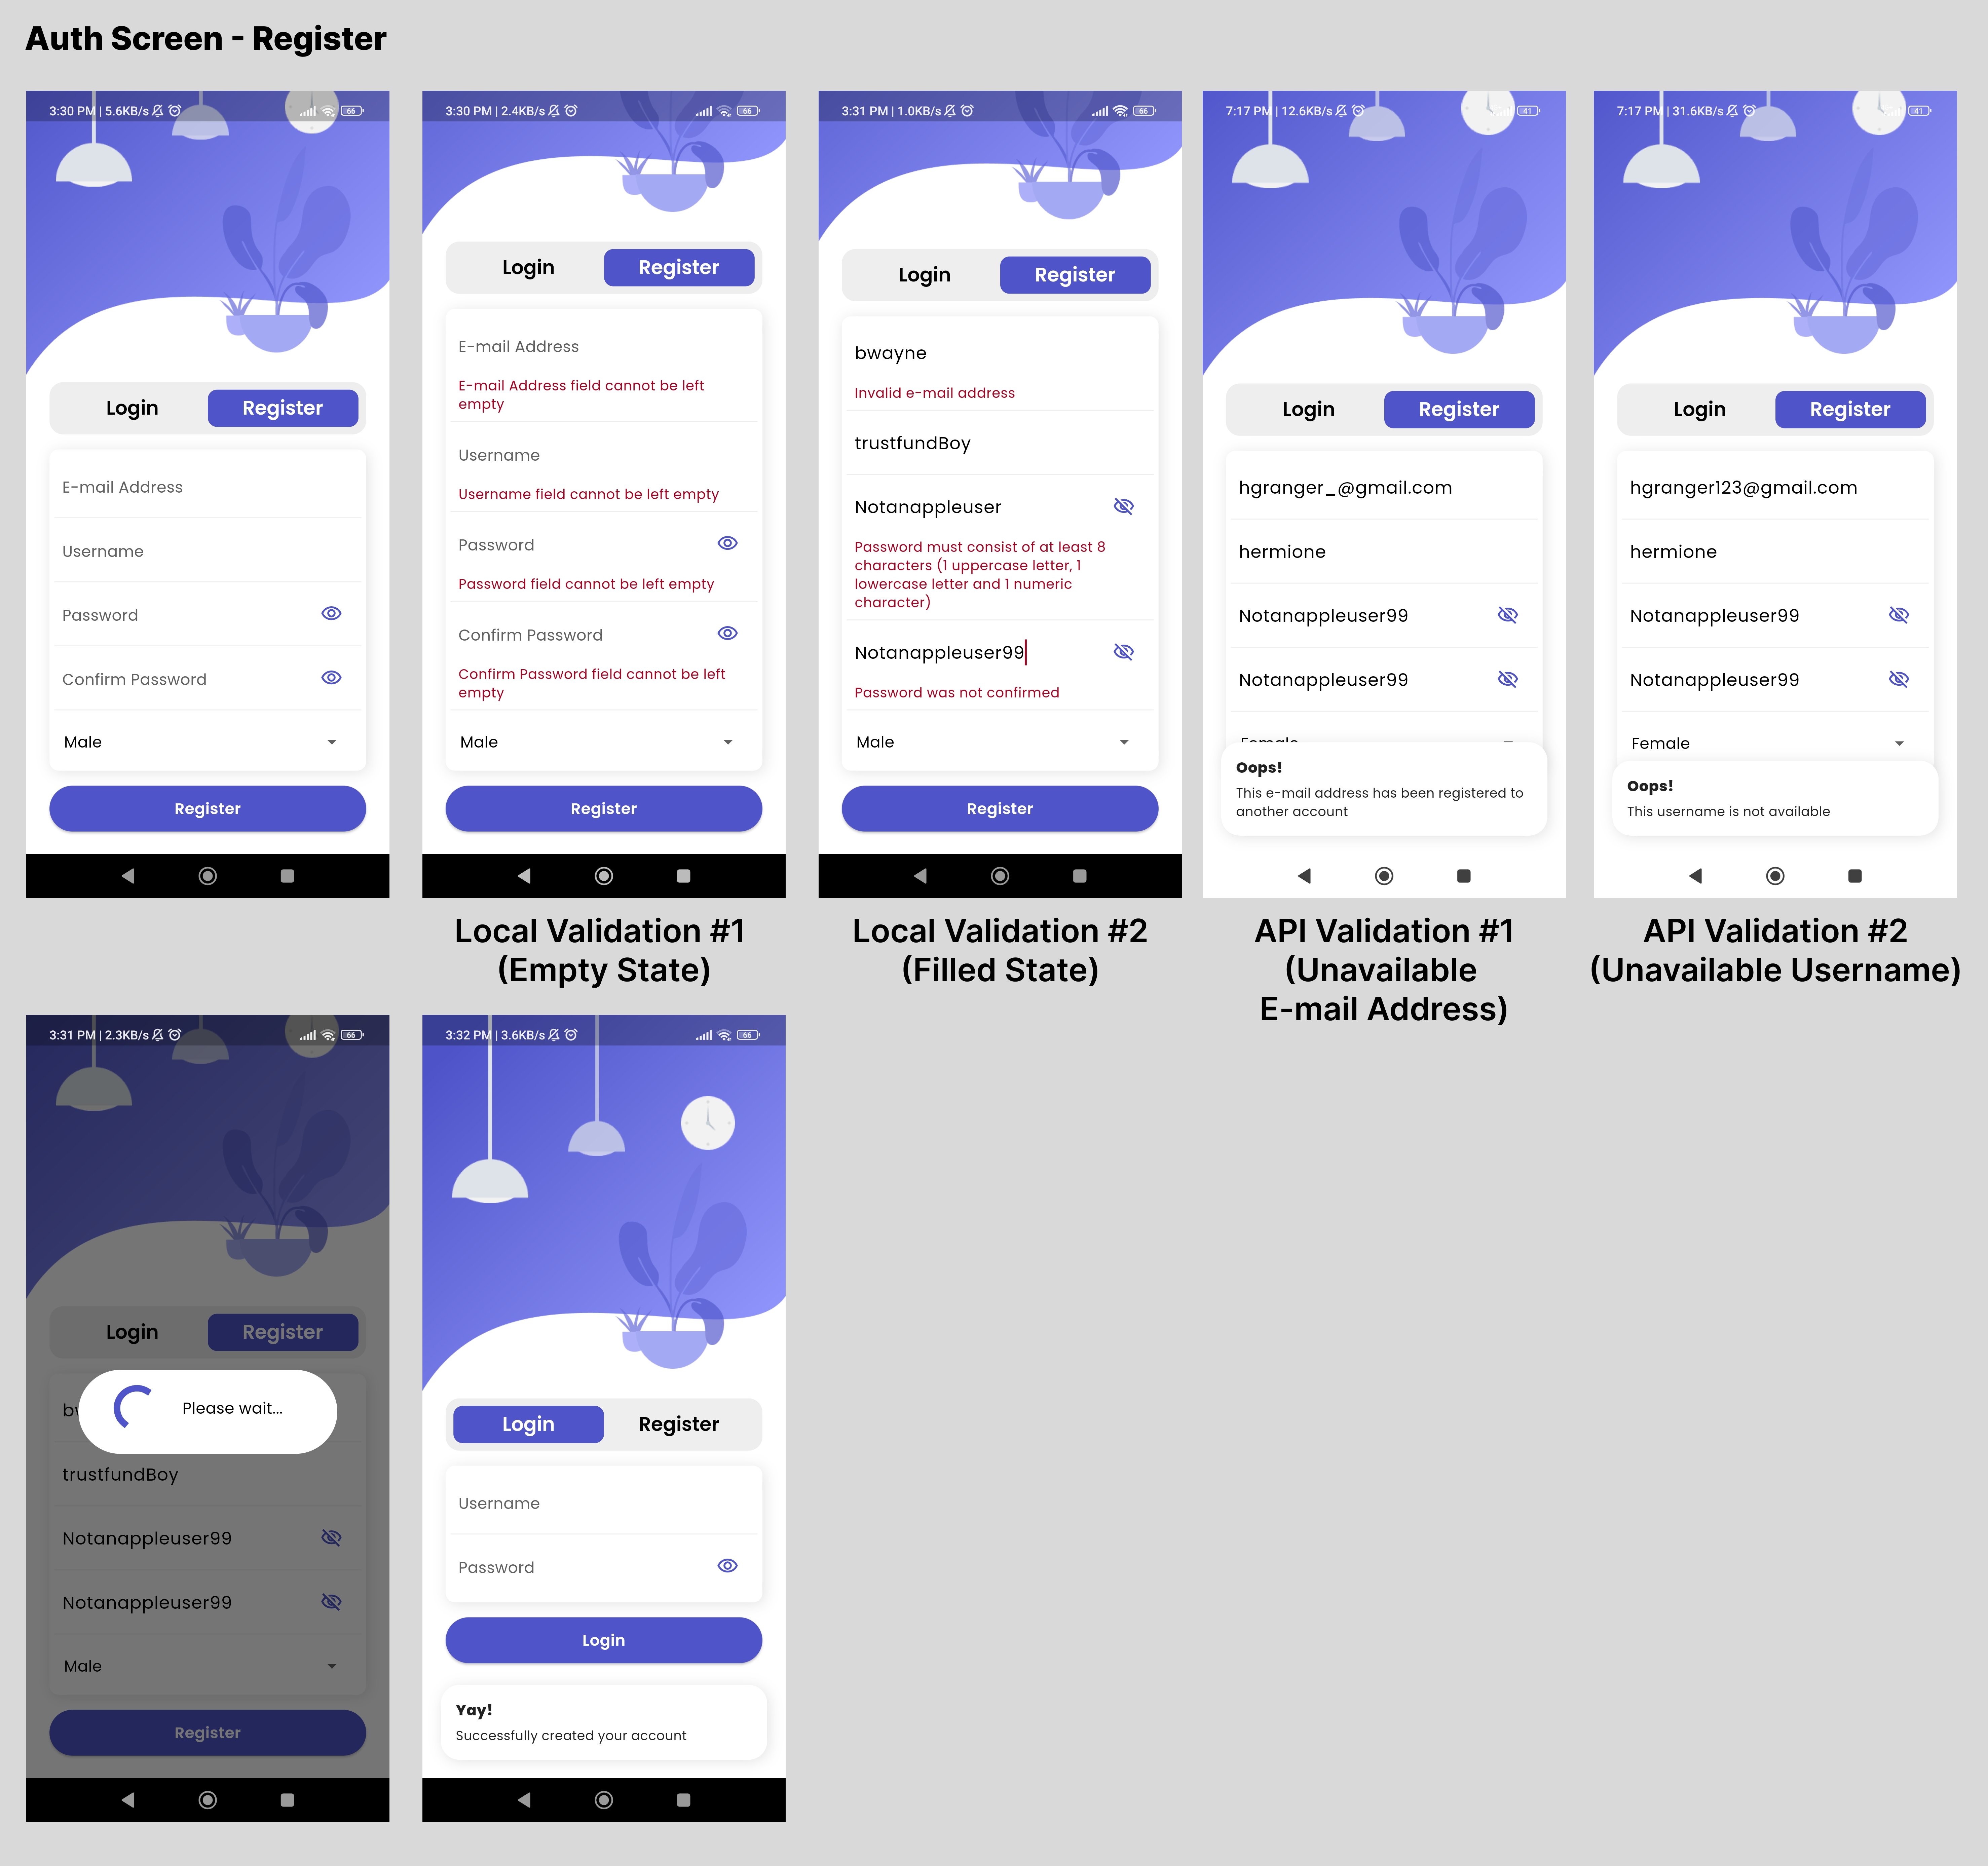 Auth Screen - Register
3:30 PM | 5.6KB/s
66
Login
Register
E-mail Address
Username
Password
Confirm Password
Male
Register
3:30 PM | 2.4KB/s
66
Login
Register
E-mail Address
E-mail Address field cannot be left
empty
Username
Username field cannot be left empty
Password
Password field cannot be left empty
Confirm Password
Confirm Password field cannot be left
empty
Male
Register
Local Validation #1
(Empty State)
3:31 PM | 1.0KB/s
66
Login
Register
bwayne
Invalid e-mail address
trustfundBoy
Notanappleuser
Password must consist of at least 8
characters (1 uppercase letter, 1
lowercase letter and 1 numeric
character)
Notanappleuser99
Password was not confirmed
Male
Register
Local Validation #2
(Filled State)
7:17 PM | 12.6KB/s
41
Login
Register
hgranger_@gmail.com
hermione
Notanappleuser99
Notanappleuser99
Female
Oops!
This e-mail address has been registered to
another account
API Validation #1
(Unavailable
E-mail Address)
7:17 PM | 31.6KB/s
41
Login
Register
hgranger123@gmail.com
hermione
Notanappleuser99
Notanappleuser99
Female
Oops!
This username is not available
API Validation #2
(Unavailable Username)
3:31 PM | 2.3KB/s
66
Login
Register
Please wait...
trustfundBoy
Notanappleuser99
Notanappleuser99
Male
Register
3:32 PM | 3.6KB/s
66
Login
Register
Username
Password
Login
Yay!
Successfully created your account